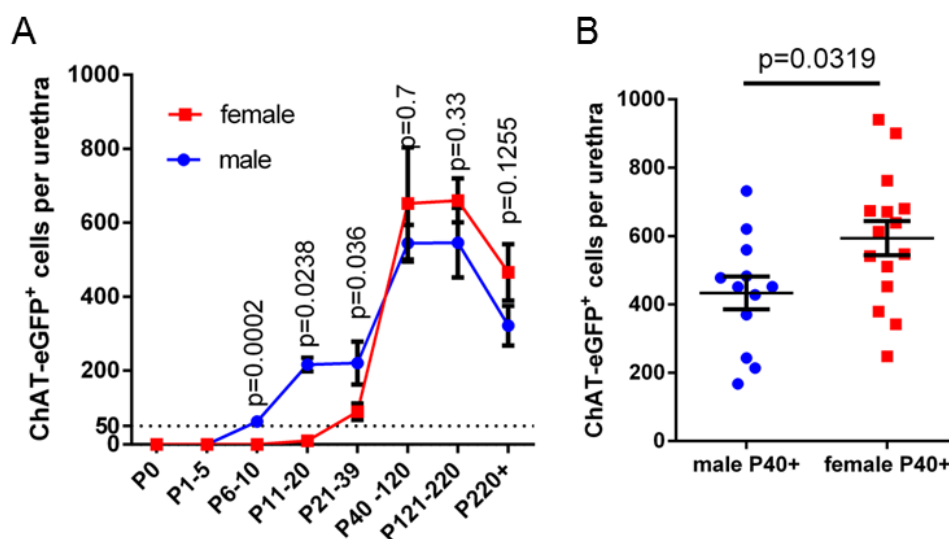 A
ChAT-eGFP⁺ cells per urethra
1000
800
600
400
200
50
0
female
male
p=0.0002
p=0.0238
p=0.036
p=0.7
p=0.33
p=0.1255
P0
P1-5
P6-10
P11-20
P21-39
P40 -120
P121-220
P220+
B
p=0.0319
ChAT-eGFP⁺ cells per urethra
1000
800
600
400
200
0
male P40+
female P40+